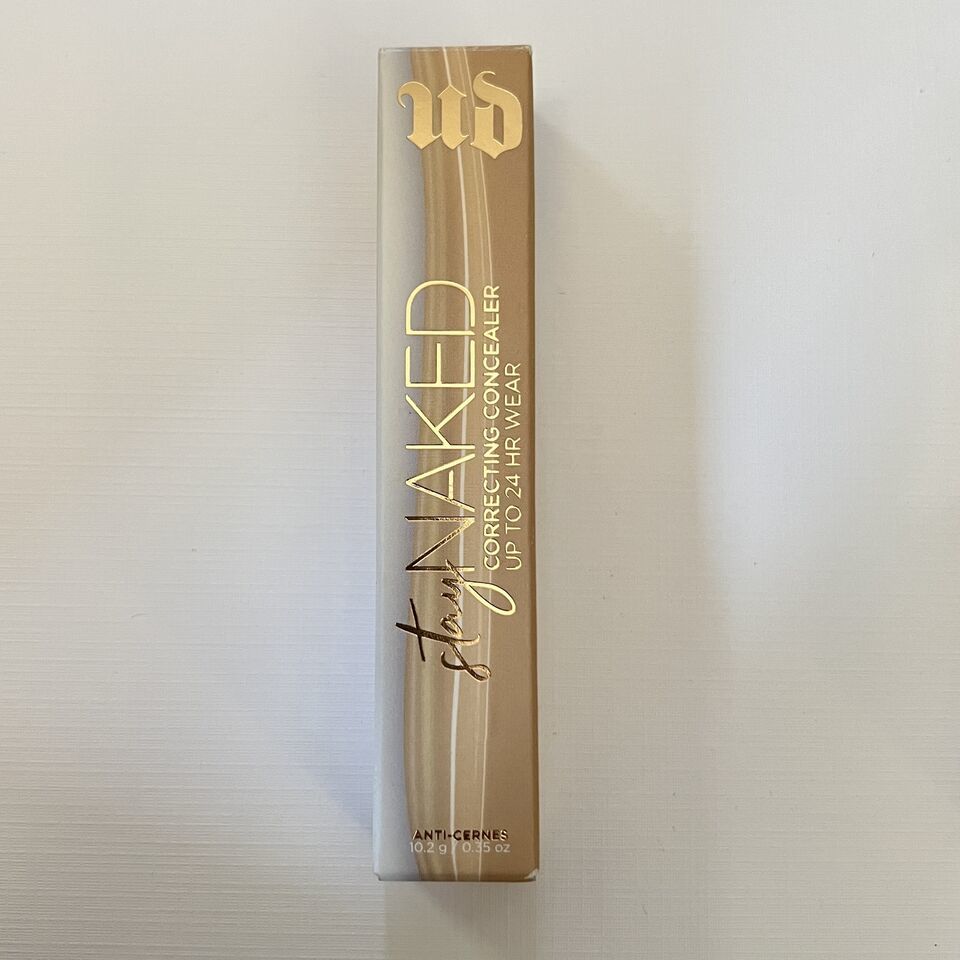 UD
stay NAKED
CORRECTING CONCEALER
UP TO 24 HR WEAR
ANTI-CERNES
10.2 g / 0.35 oz